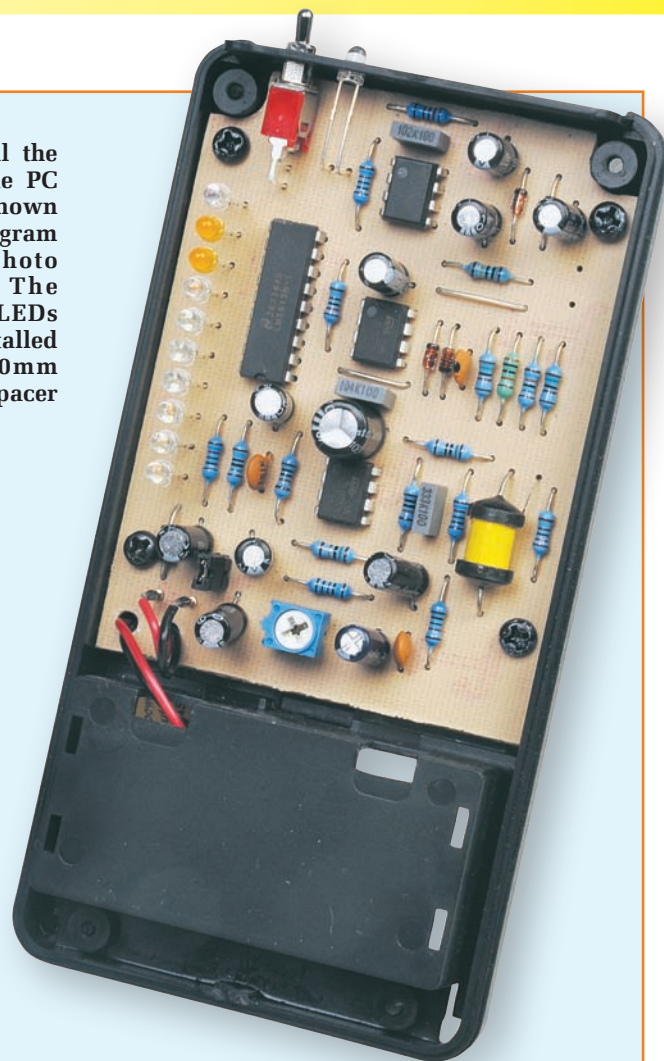 l the
e PC
hown
gram
hoto
The
LEDs
talled
0mm
pacer
102K100
104K100
333K100